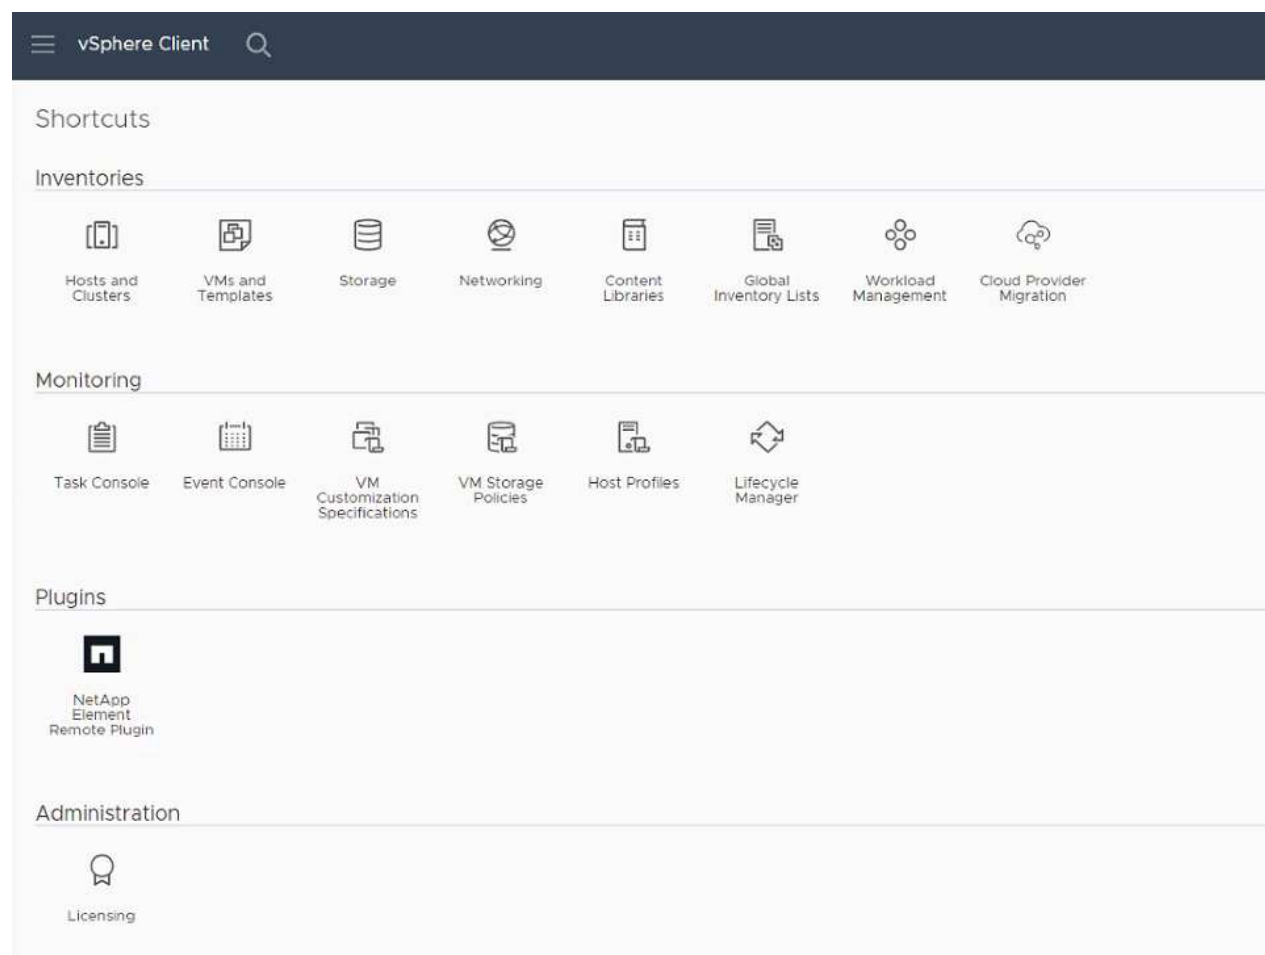 vSphere Client
Shortcuts
Inventories
Hosts and
Clusters
VMs and
Templates
Storage
Networking
Content
Libraries
Global
Inventory Lists
Workload
Management
Cloud Provider
Migration
Monitoring
Task Console
Event Console
VM
Customization
Specifications
VM Storage
Policies
Host Profiles
Lifecycle
Manager
Plugins
NetApp
Element
Remote Plugin
Administration
Licensing